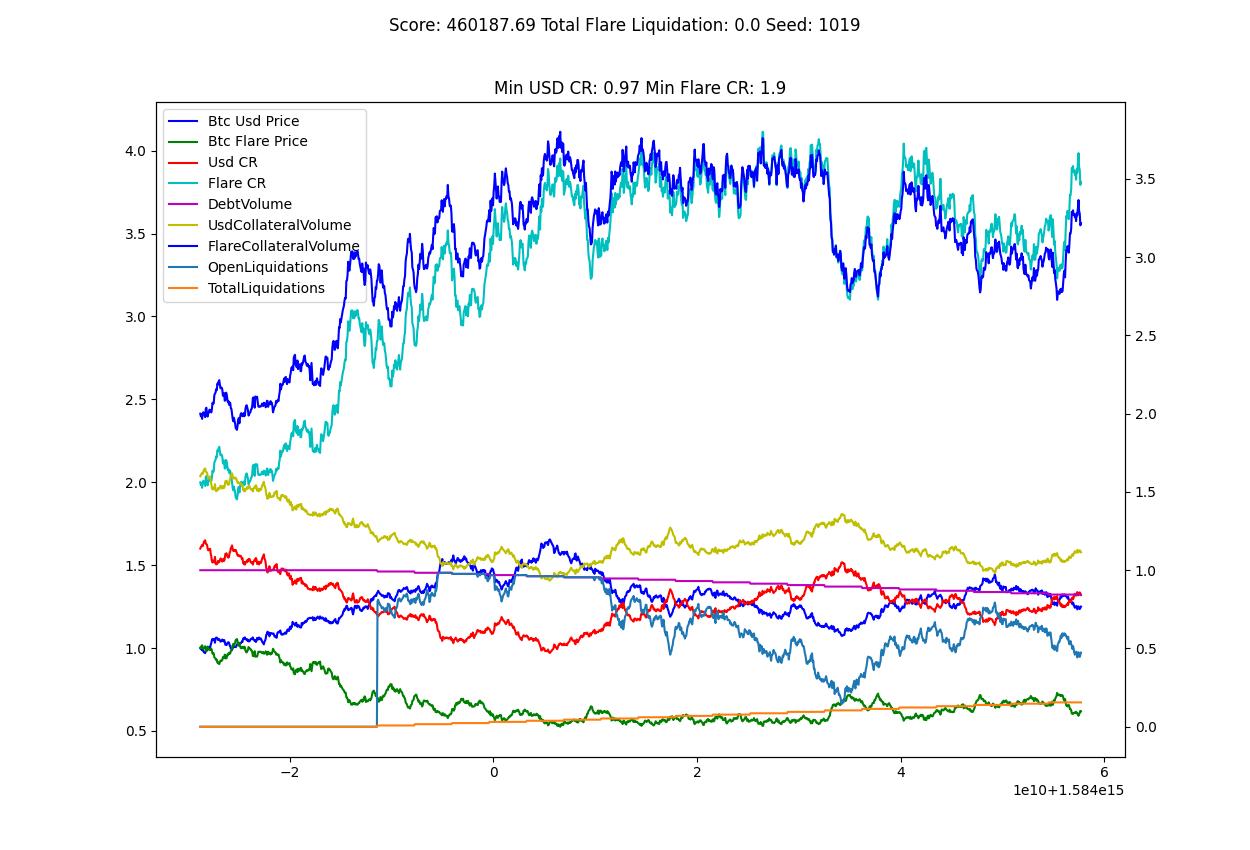 Score: 460187.69 Total Flare Liquidation: 0.0 Seed: 1019
Min USD CR: 0.97 Min Flare CR: 1.9
Btc Usd Price
Btc Flare Price
Usd CR
Flare CR
DebtVolume
UsdCollateralVolume
FlareCollateralVolume
OpenLiquidations
TotalLiquidations
4.0
3.5
3.0
2.5
2.0
1.5
1.0
0.5
3.5
3.0
2.5
2.0
1.5
1.0
0.5
0.0
−2 0 2 4 6
1e10+1.584e15